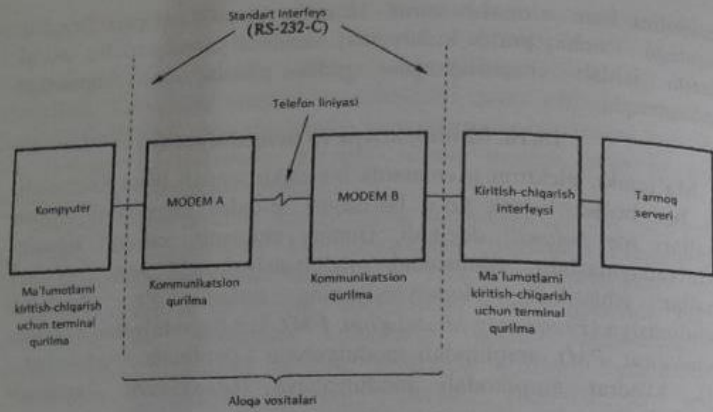 Standart interfeys
(RS-232-C)
Telefon liniyasi
Kompyuter
MODEM A
MODEM B
Kiritish-chiqarish
interfeysi
Tarmoq
serveri
Ma'lumotlarni
kiritish-chiqarish
uchun terminal
qurilma
Kommunikatsion
qurilma
Kommunikatsion
qurilma
Ma'lumotlarni
kiritish-chiqarish
uchun terminal
qurilma
Aloqa vositalari